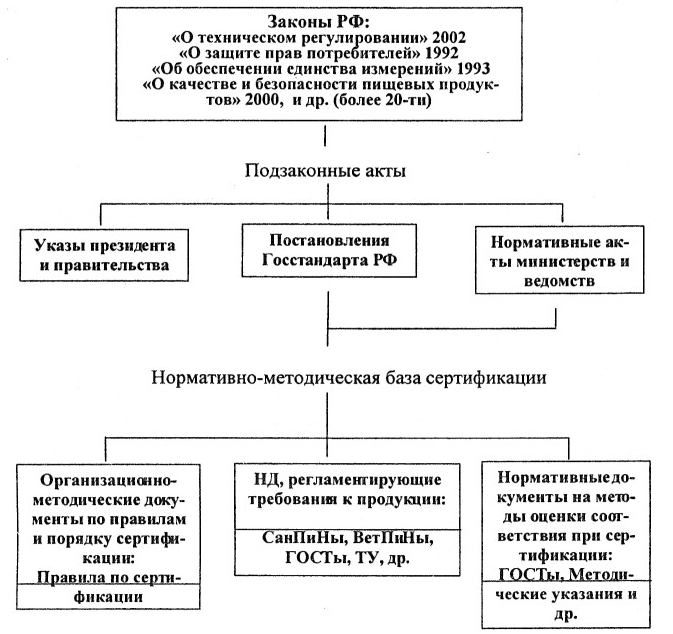 Законы РФ:
«О техническом регулировании» 2002
«О защите прав потребителей» 1992
«Об обеспечении единства измерений» 1993
«О качестве и безопасности пищевых продук-
тов» 2000, и др. (более 20-ти)
Подзаконные акты
Указы президента
и правительства
Постановления
Госстандарта РФ
Нормативные ак-
ты министерств и
ведомств
Нормативно-методическая база сертификации
Организационно-
методические доку-
менты по правилам
и порядку сертифи-
кации:
Правила по серти-
фикации
НД, регламентирующие
требования к продукции:
СанПиНы, ВетПиНы,
ГОСТы, ТУ, др.
Нормативные до-
кументы на мето-
ды оценки соот-
ветствия при сер-
тификации:
ГОСТы, Методи-
ческие указания и
др.